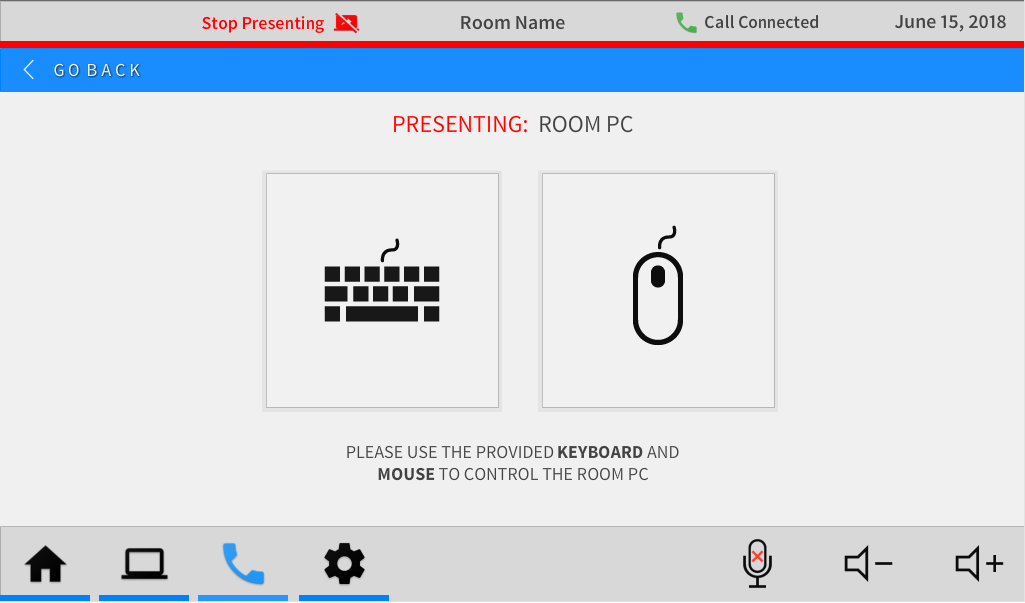 Stop Presenting
Room Name
Call Connected
June 15, 2018
GO BACK
PRESENTING: ROOM PC
PLEASE USE THE PROVIDED KEYBOARD AND
MOUSE TO CONTROL THE ROOM PC